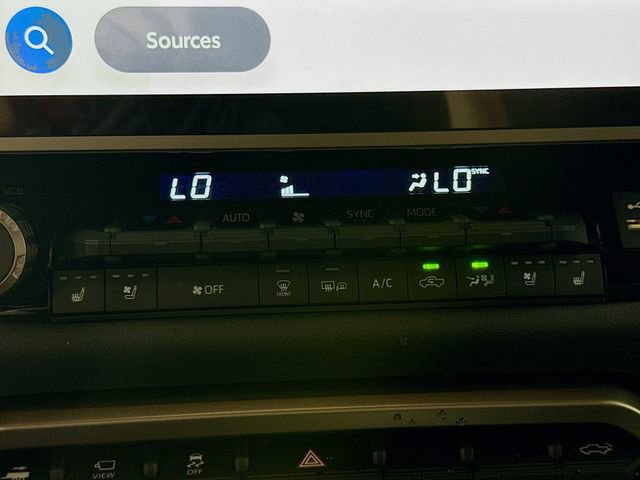 Sources
VOL
LO
LO SYNC
AUTO
SYNC
MODE
OFF
FRONT
A/C
VIEW
OFF